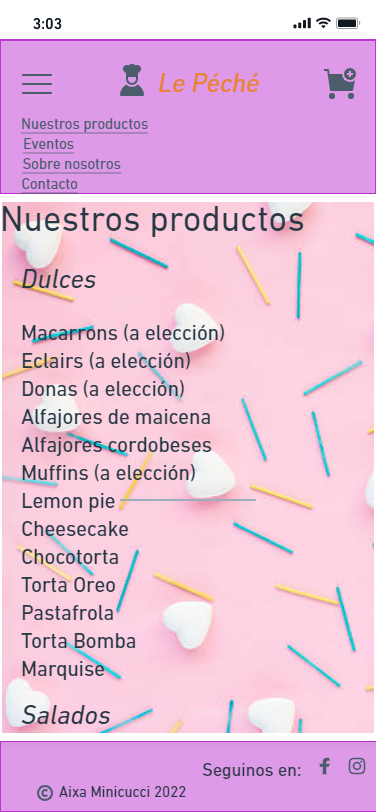 3:03
Le Péché
Nuestros productos
Eventos
Sobre nosotros
Contacto
Nuestros productos
Dulces
Macarrons (a elección)
Eclairs (a elección)
Donas (a elección)
Alfajores de maicena
Alfajores cordobeses
Muffins (a elección)
Lemon pie
Cheesecake
Chocotorta
Torta Oreo
Pastafrola
Torta Bomba
Marquise
Salados
Seguinos en:
© Aixa Minicucci 2022